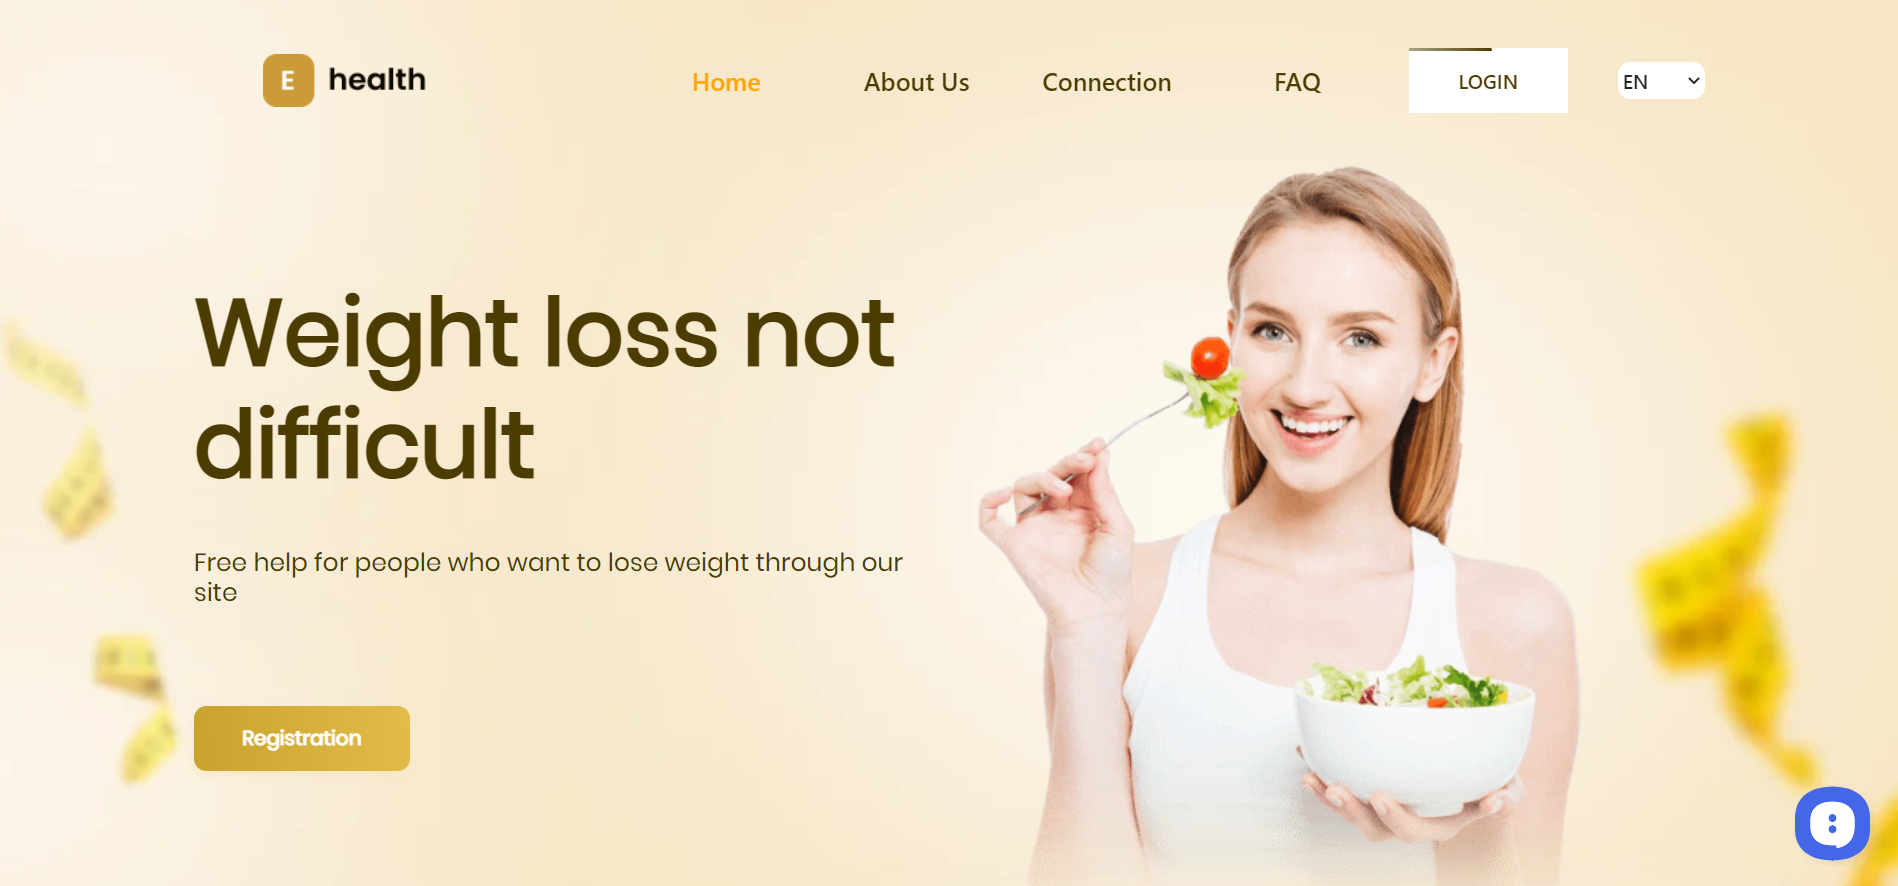 E health
Home
About Us
Connection
FAQ
LOGIN
EN
Weight loss not
difficult
Free help for people who want to lose weight through our
site
Registration